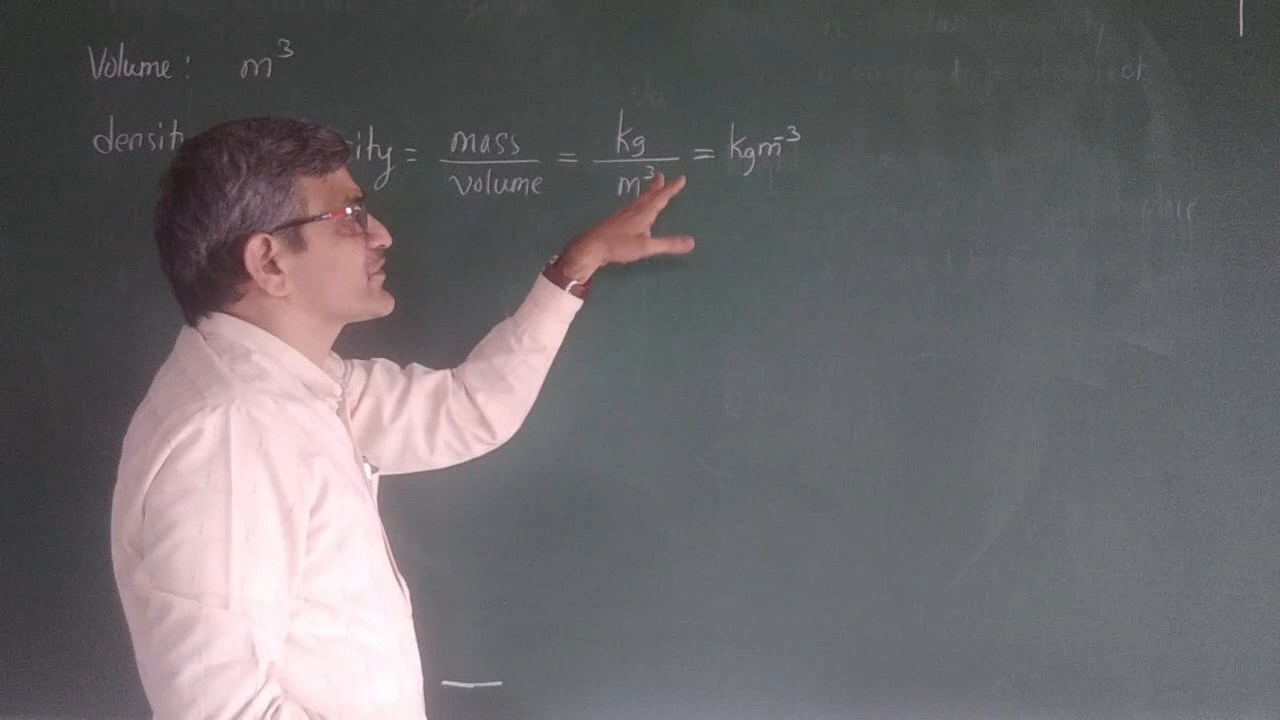 Volume: m³
densit ity = mass / volume = kg / m³ = kgm⁻³